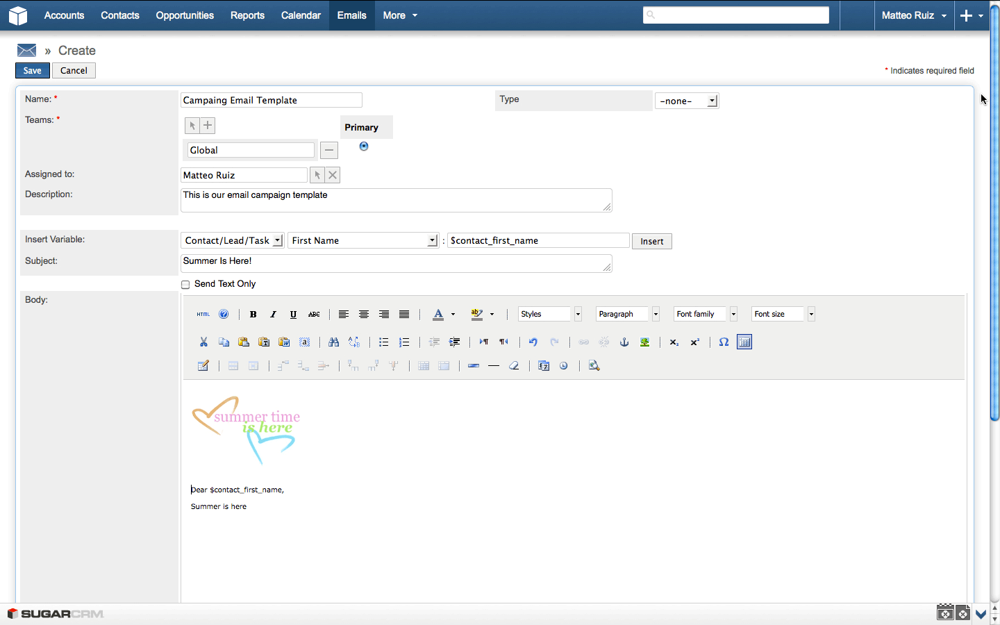 Accounts Contacts Opportunities Reports Calendar Emails More Matteo Ruiz
» Create
Save Cancel * Indicates required field
Name: * Campaing Email Template Type -none-
Teams: * Primary
Global
Assigned to: Matteo Ruiz
Description: This is our email campaign template
Insert Variable: Contact/Lead/Task First Name : $contact_first_name Insert
Subject: Summer Is Here!
Send Text Only
Body:
HTML B I U ABC A ab Styles Paragraph Font family Font size
summer time
is here
Dear $contact_first_name,
Summer is here
SUGARCRM